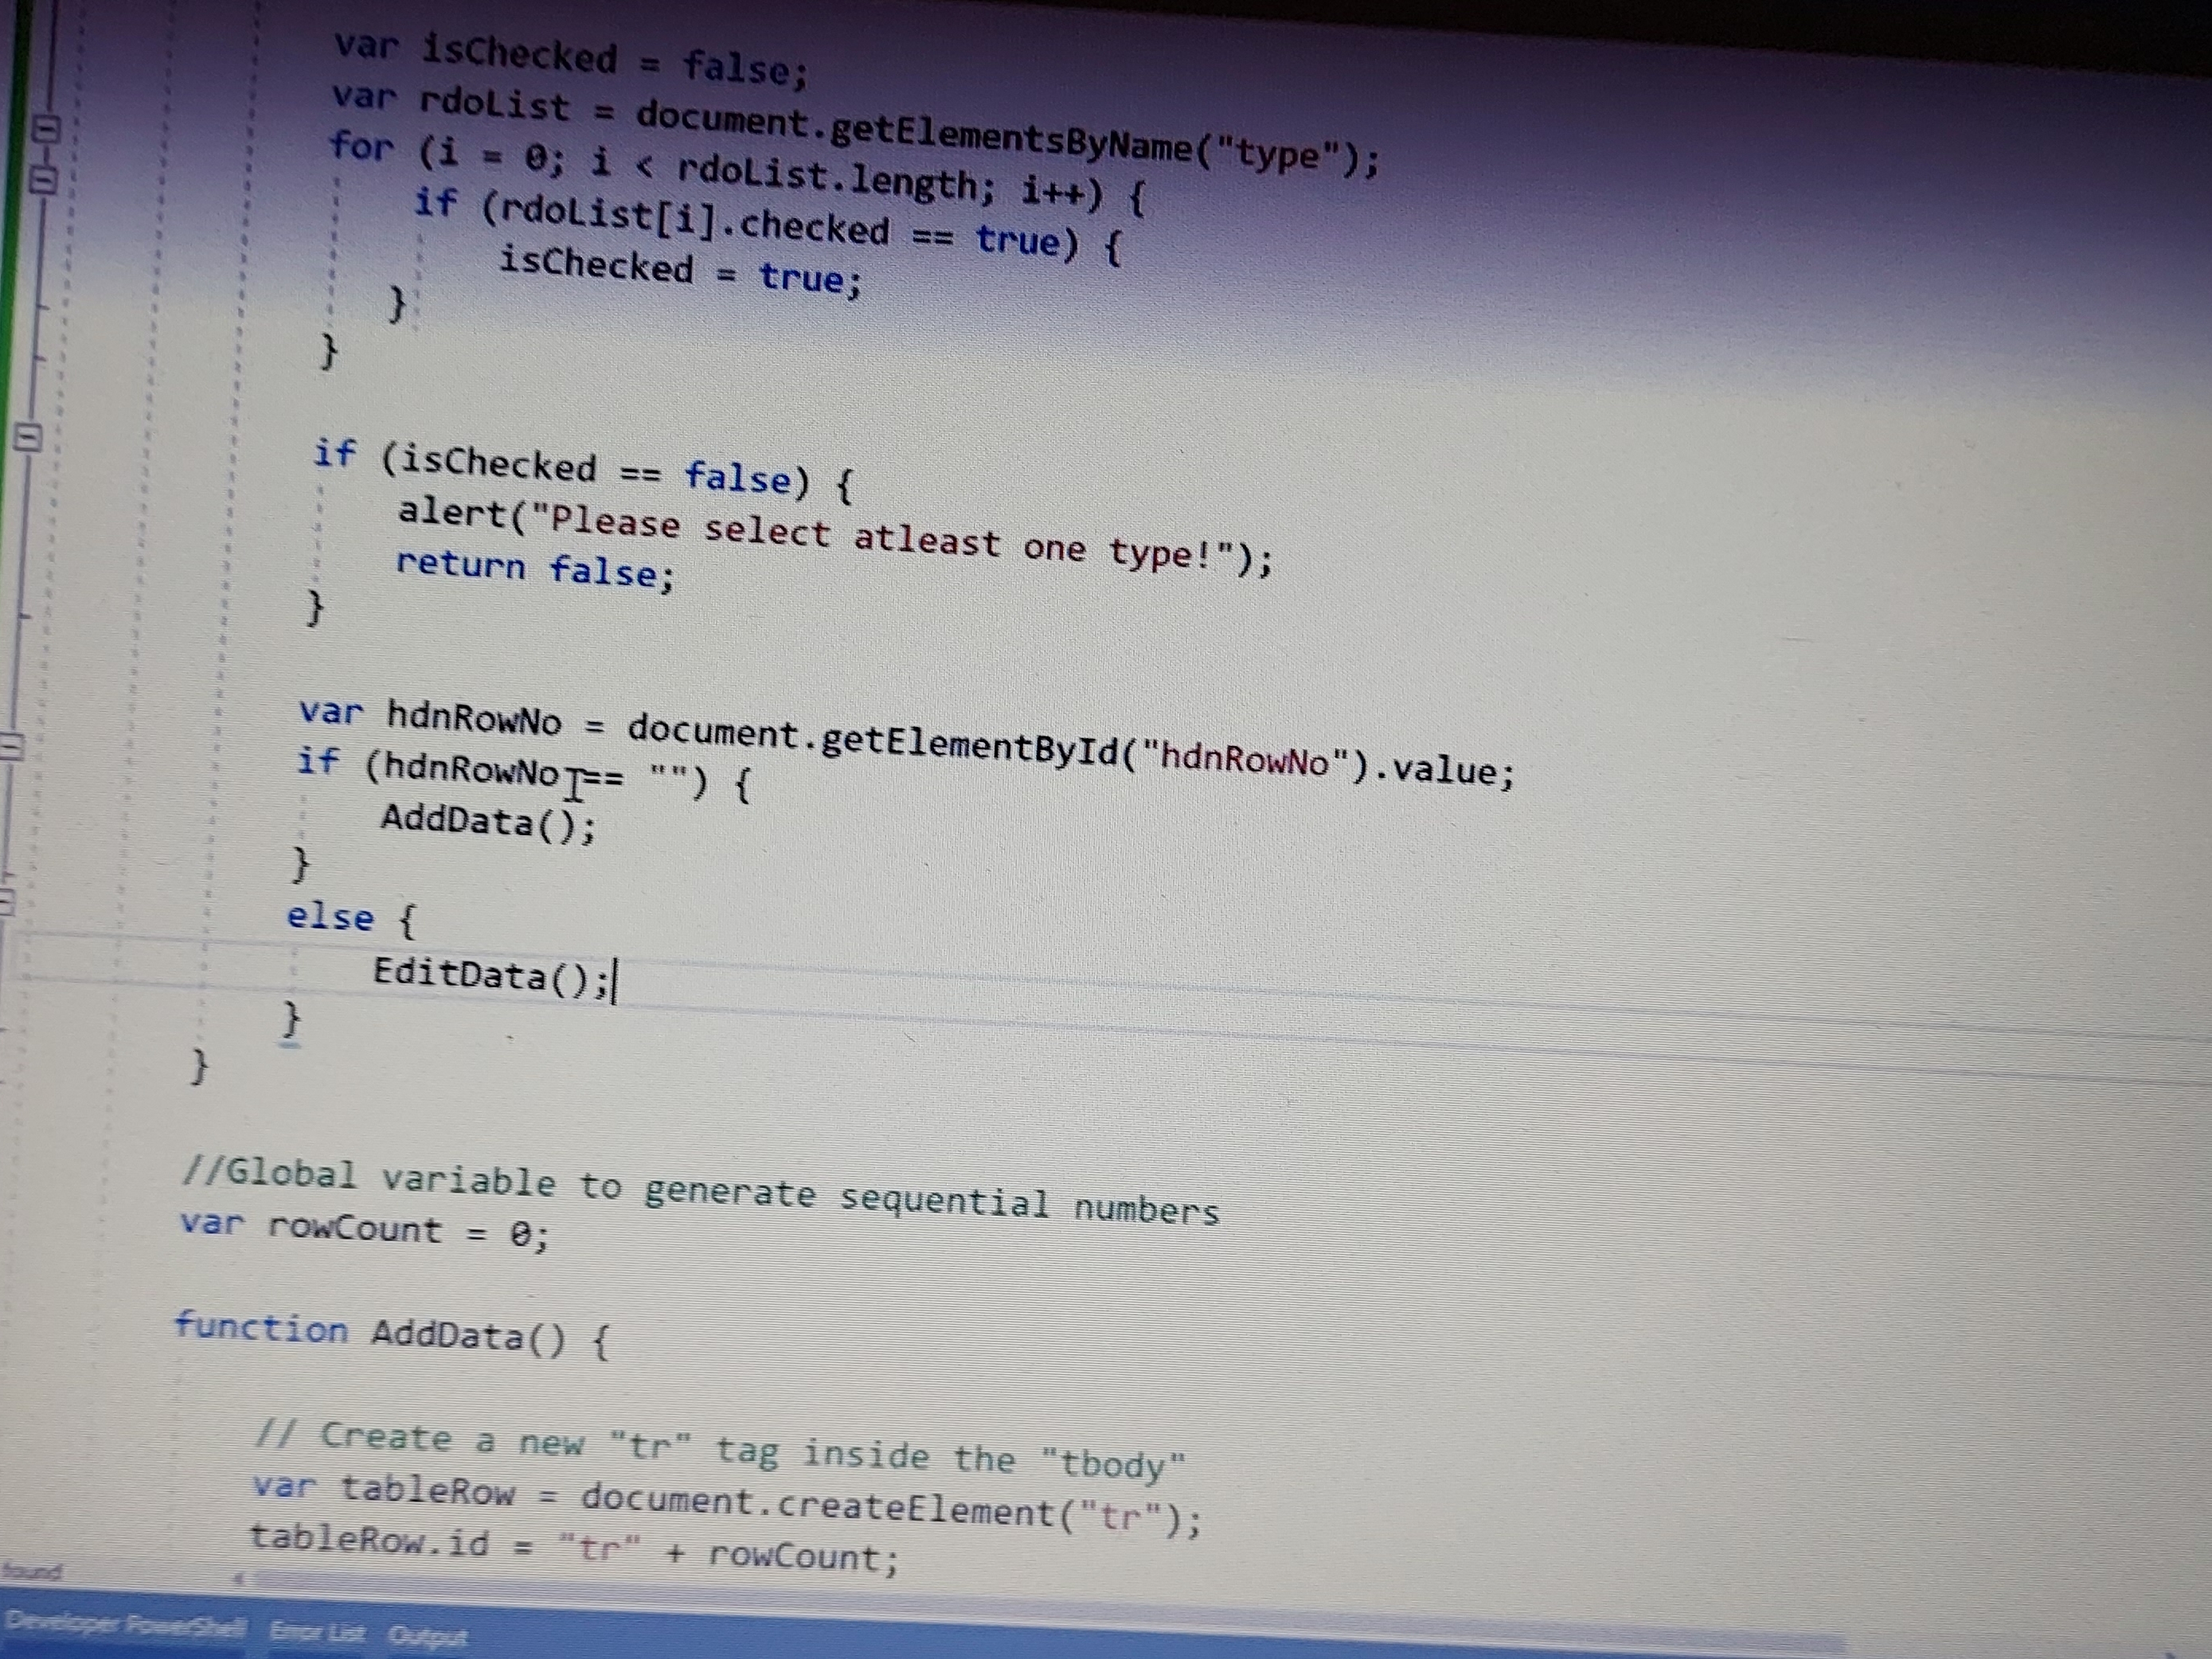 var isChecked = false;
var rdoList = document.getElementsByName("type");
for (i = 0; i < rdoList.length; i++) {
if (rdoList[i].checked == true) {
isChecked = true;
}
}
if (isChecked == false) {
alert("Please select atleast one type!");
return false;
}
var hdnRowNo = document.getElementById("hdnRowNo").value;
if (hdnRowNo == "") {
AddData();
}
else {
EditData();
}
}
//Global variable to generate sequential numbers
var rowCount = 0;
function AddData() {
// Create a new "tr" tag inside the "tbody"
var tableRow = document.createElement("tr");
tableRow.id = "tr" + rowCount;
found
Developer PowerShell Error List Output